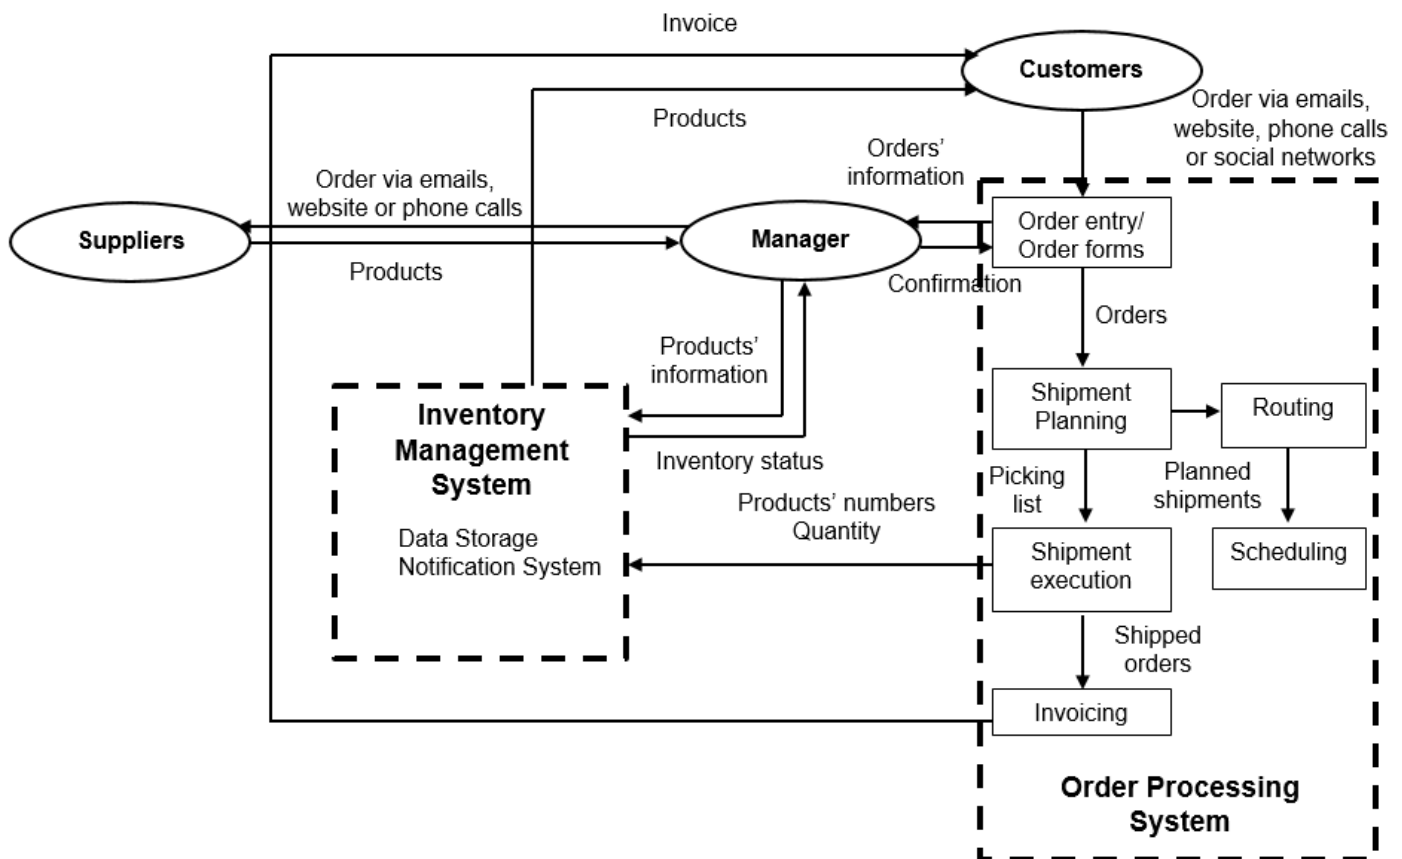 Invoice
Customers
Products
Order via emails,
website, phone calls
or social networks
Orders’
information
Order via emails,
website or phone calls
Suppliers
Manager
Order entry/
Order forms
Products
Confirmation
Orders
Products’
information
Inventory
Management
System
Shipment
Planning
Routing
Inventory status
Picking
list
Planned
shipments
Products’ numbers
Quantity
Data Storage
Notification System
Shipment
execution
Scheduling
Shipped
orders
Invoicing
Order Processing
System